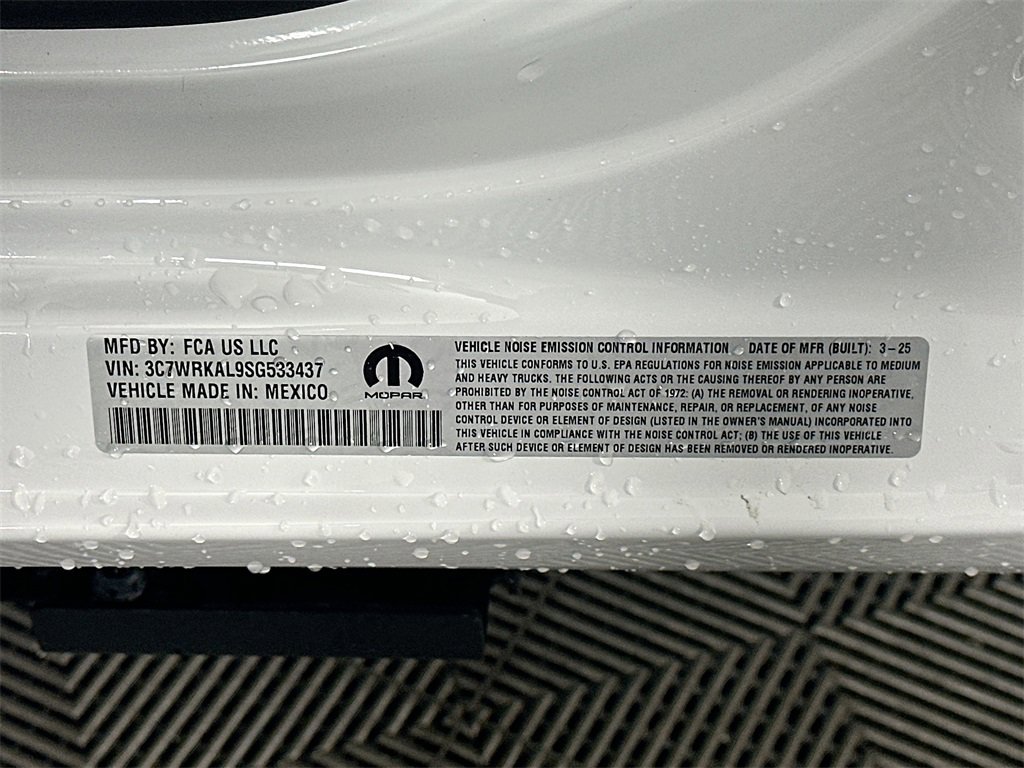 MFD BY: FCA US LLC
VIN: 3C7WRKAL9SG533437
VEHICLE MADE IN: MEXICO
MOPAR
VEHICLE NOISE EMISSION CONTROL INFORMATION DATE OF MFR (BUILT): 3-25
THIS VEHICLE CONFORMS TO U.S. EPA REGULATIONS FOR NOISE EMISSION APPLICABLE TO MEDIUM
AND HEAVY TRUCKS. THE FOLLOWING ACTS OR THE CAUSING THEREOF BY ANY PERSON ARE
PROHIBITED BY THE NOISE CONTROL ACT OF 1972: (A) THE REMOVAL OR RENDERING INOPERATIVE,
OTHER THAN FOR PURPOSES OF MAINTENANCE, REPAIR, OR REPLACEMENT, OF ANY NOISE
CONTROL DEVICE OR ELEMENT OF DESIGN (LISTED IN THE OWNER'S MANUAL) INCORPORATED INTO
THIS VEHICLE IN COMPLIANCE WITH THE NOISE CONTROL ACT; (B) THE USE OF THIS VEHICLE
AFTER SUCH DEVICE OR ELEMENT OF DESIGN HAS BEEN REMOVED OR RENDERED INOPERATIVE.